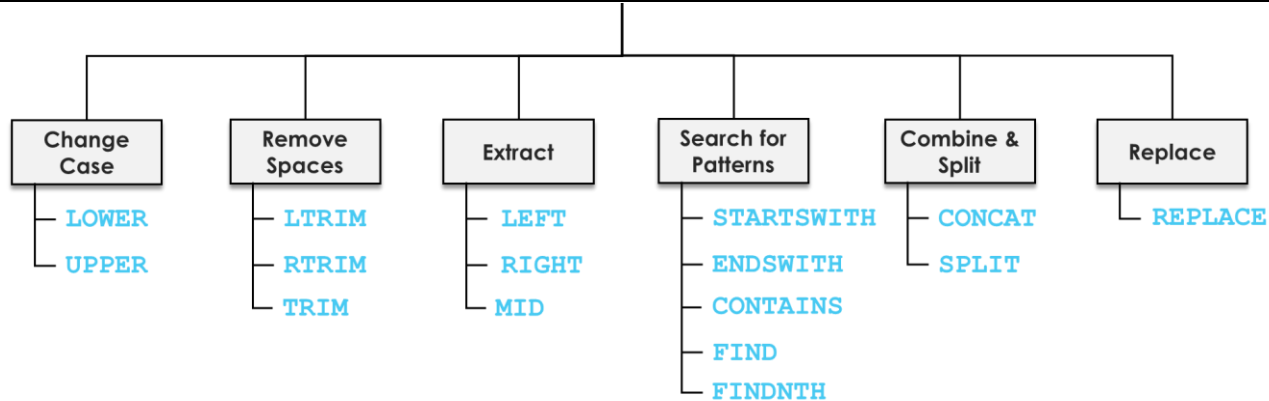 Change
Case
LOWER
UPPER
Remove
Spaces
LTRIM
RTRIM
TRIM
Extract
LEFT
RIGHT
MID
Search for
Patterns
STARTSWITH
ENDSWITH
CONTAINS
FIND
FINDNTH
Combine &
Split
CONCAT
SPLIT
Replace
REPLACE